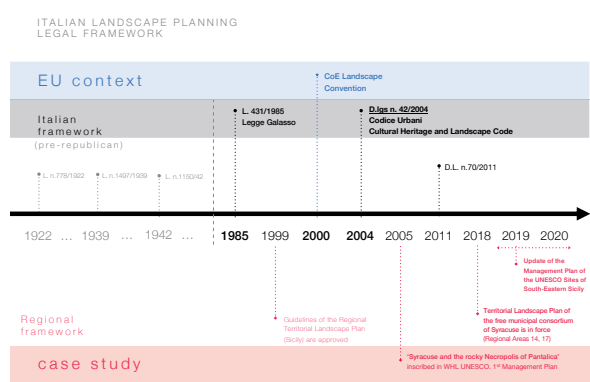 ITALIAN LANDSCAPE PLANNING
LEGAL FRAMEWORK
EU context
CoE Landscape
Convention
Italian
framework
(pre-republican)
L. 431/1985
Legge Galasso
D.lgs n. 42/2004
Codice Urbani
Cultural Heritage and Landscape Code
L. n.778/1922
L. n.1497/1939
L. n.1150/42
D.L. n.70/2011
1922 ... 1939 ... 1942 ... 1985 1999 2000 2004 2005 2011 2018 2019 2020
Update of the
Management Plan of
the UNESCO Sites of
South-Eastern Sicily
Regional
framework
Guidelines of the Regional
Territorial Landscape Plan
(Sicily) are approved
Territorial Landscape Plan of
the free municipal consortium
of Syracuse is in force
(Regional Areas 14, 17)
case study
'Syracuse and the rocky Necropolis of Pantalica'
inscribed in WHL UNESCO. 1st Management Plan